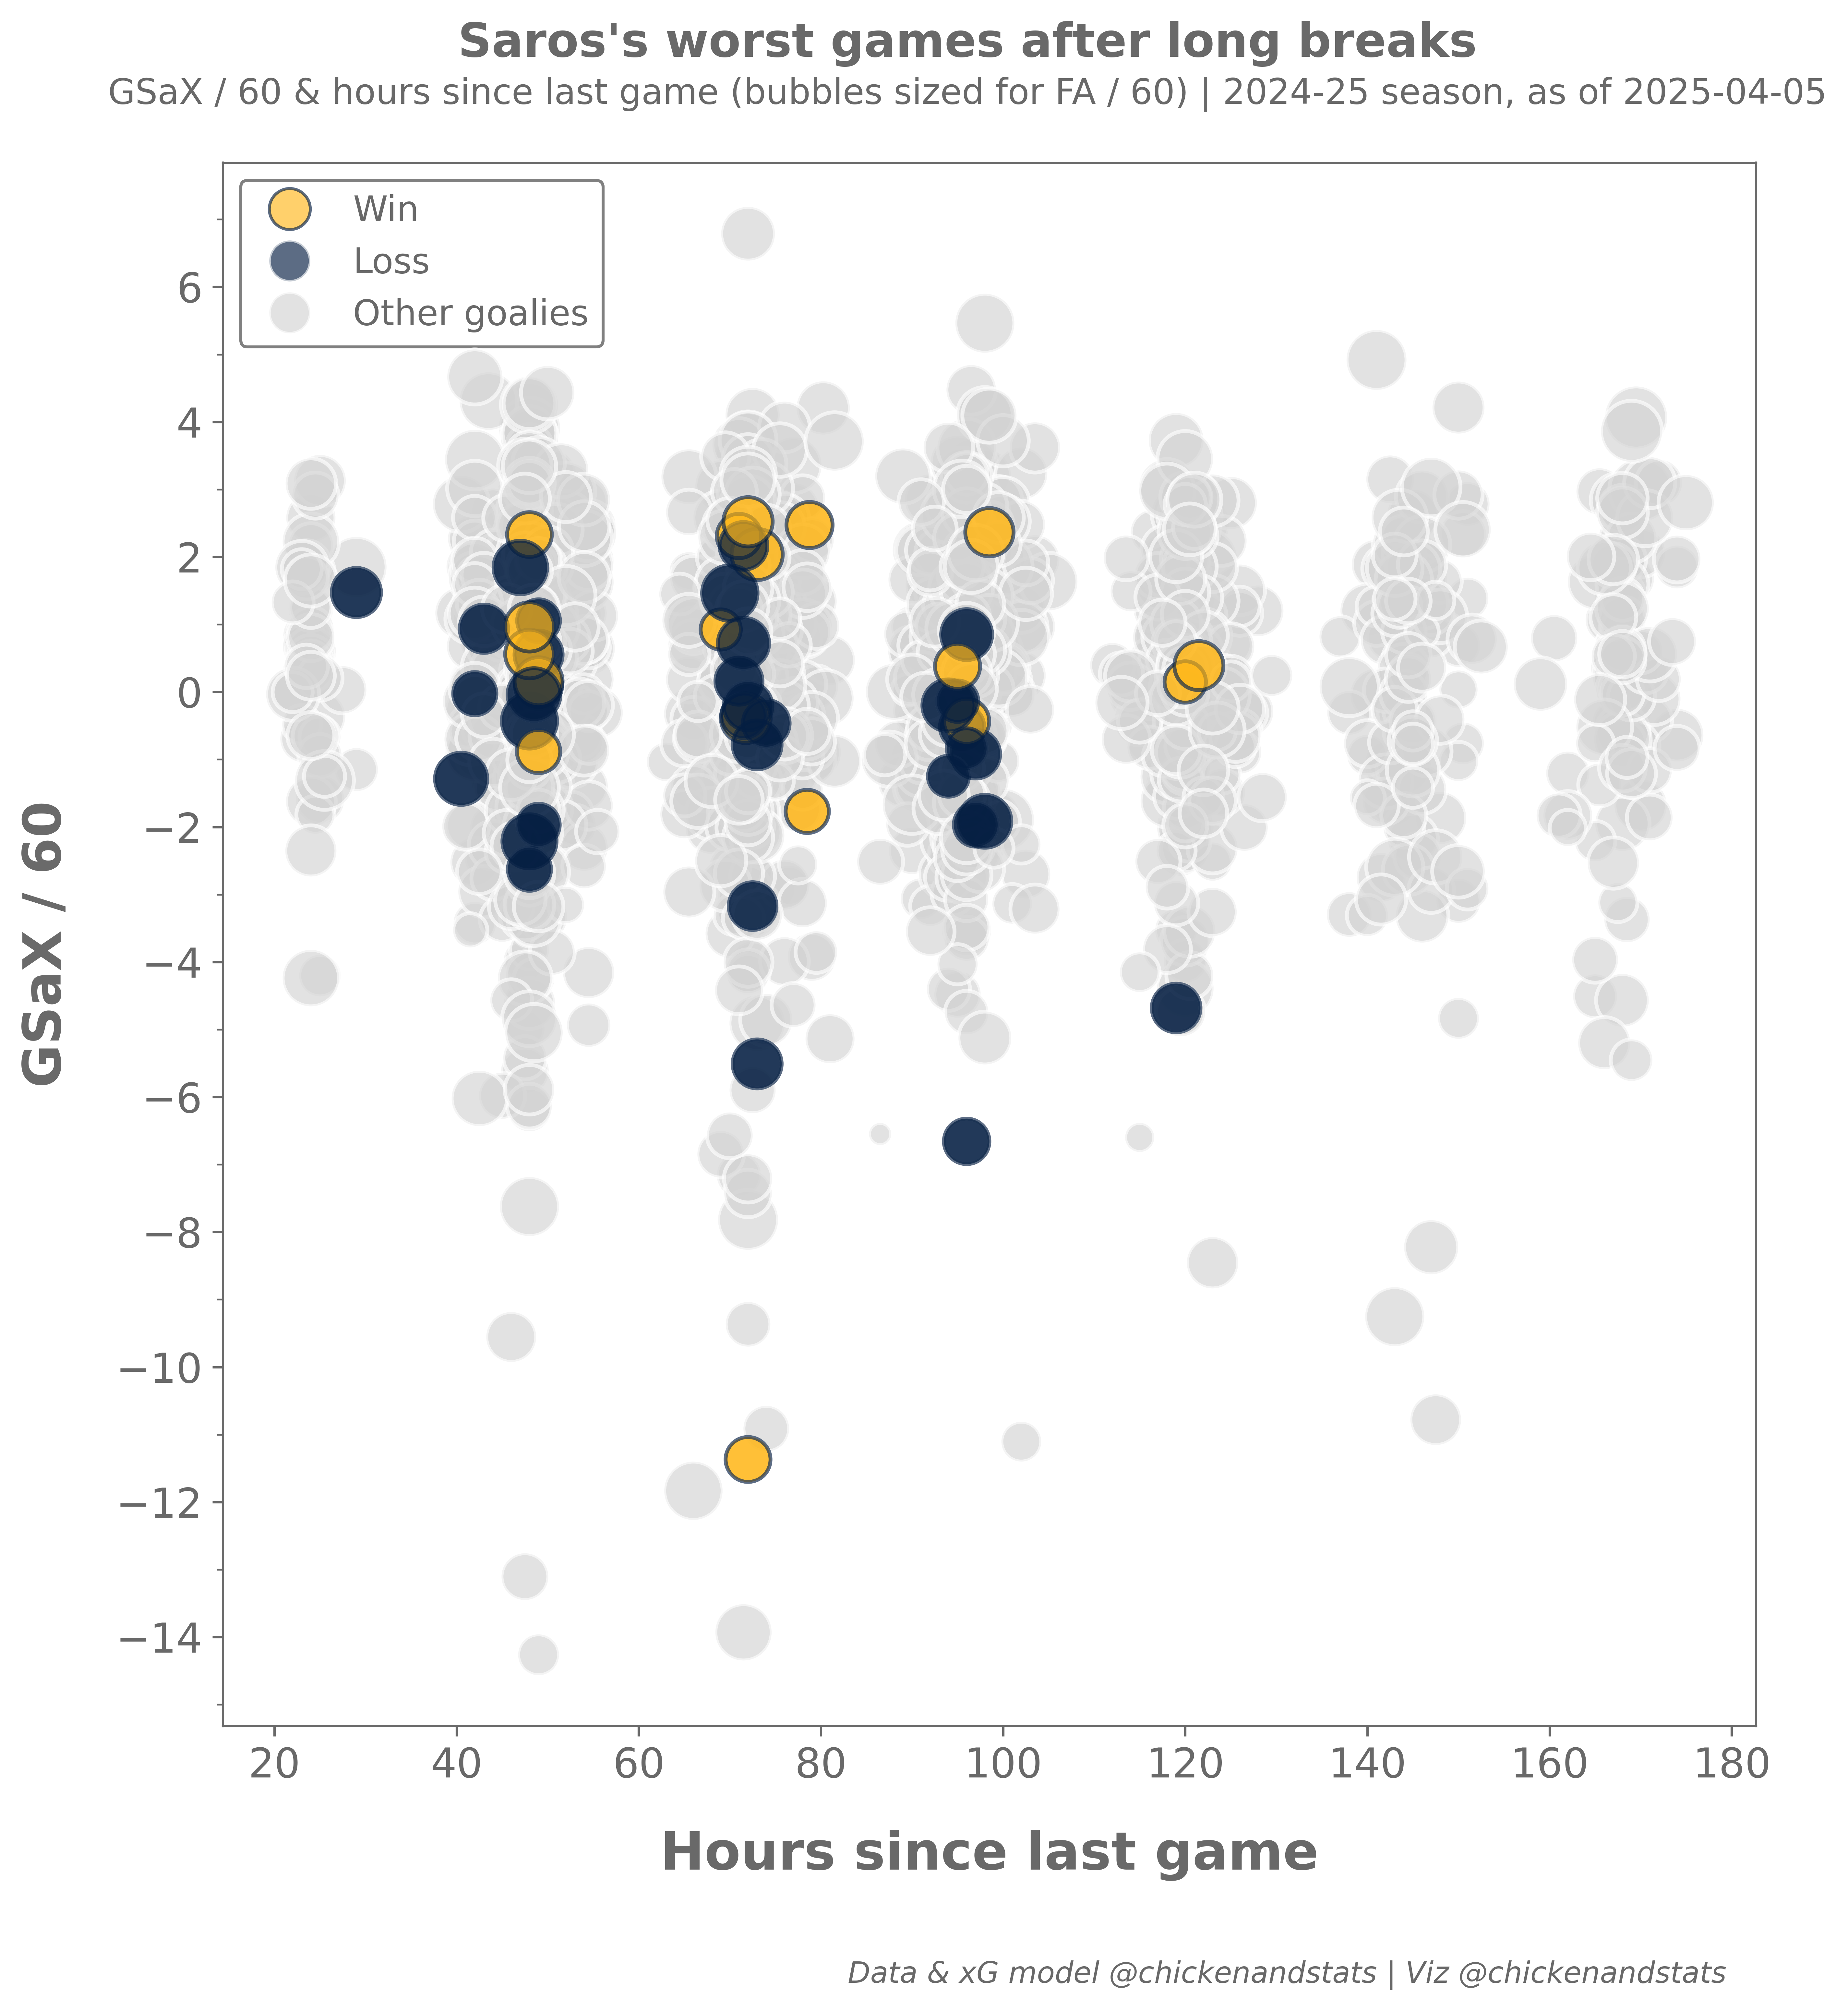 Saros's worst games after long breaks
GSaX / 60 & hours since last game (bubbles sized for FA / 60) | 2024-25 season, as of 2025-04-05
Win
Loss
Other goalies
6
4
2
0
−2
−4
−6
−8
−10
−12
−14
GSaX / 60
20 40 60 80 100 120 140 160 180
Hours since last game
Data & xG model @chickenandstats | Viz @chickenandstats